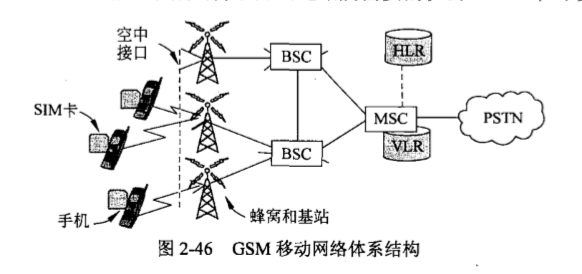 空中
接口
BSC
HLR
SIM卡
MSC
PSTN
BSC
VLR
手机
蜂窝和基站
图 2-46 GSM 移动网络体系结构